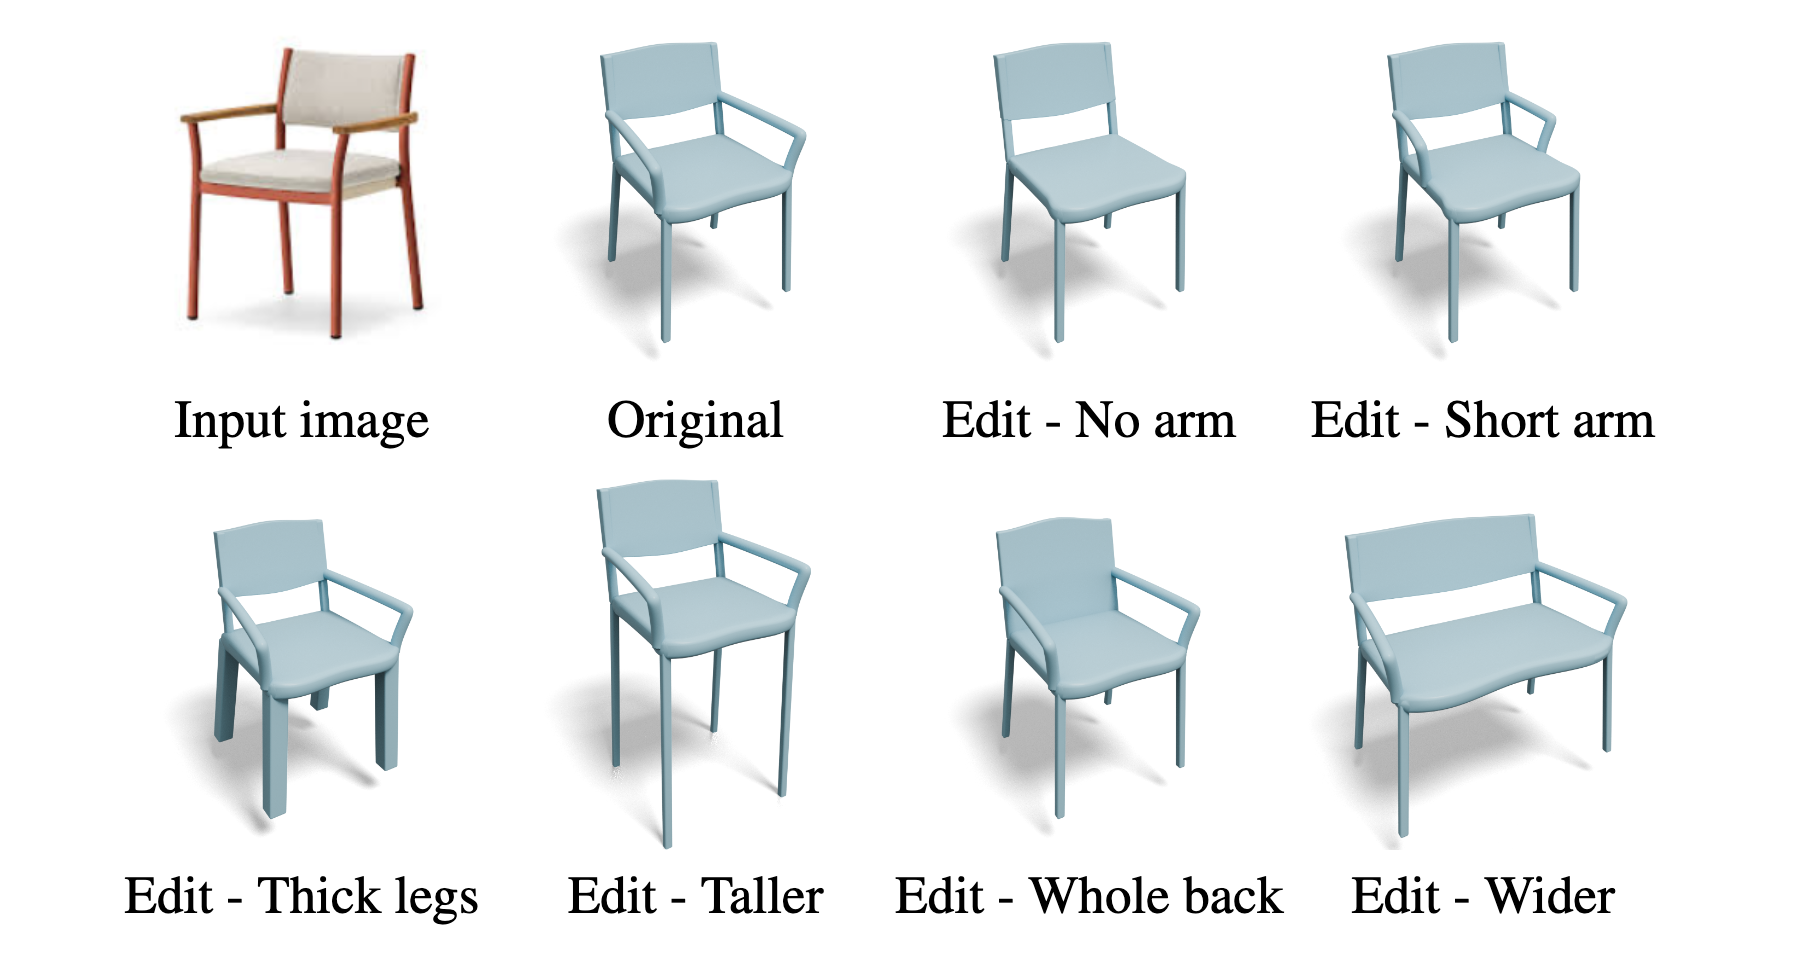 Input image
Original
Edit - No arm
Edit - Short arm
Edit - Thick legs
Edit - Taller
Edit - Whole back
Edit - Wider